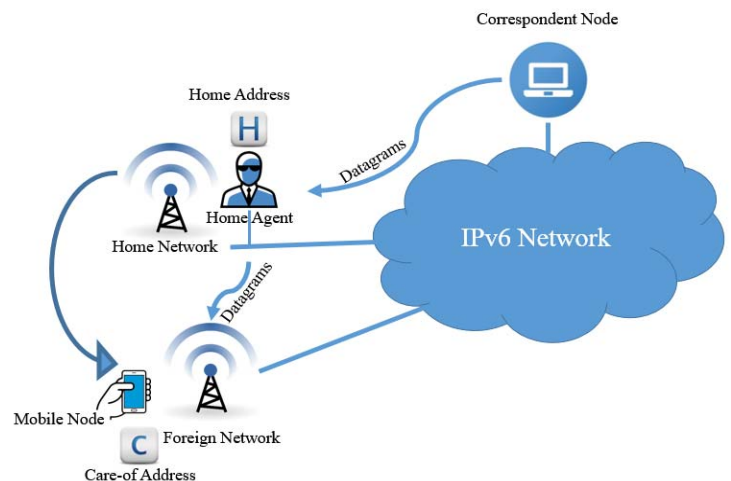 Correspondent Node
Home Address
H
Datagrams
Home Agent
Home Network
IPv6 Network
Datagrams
Mobile Node
Foreign Network
C
Care-of Address